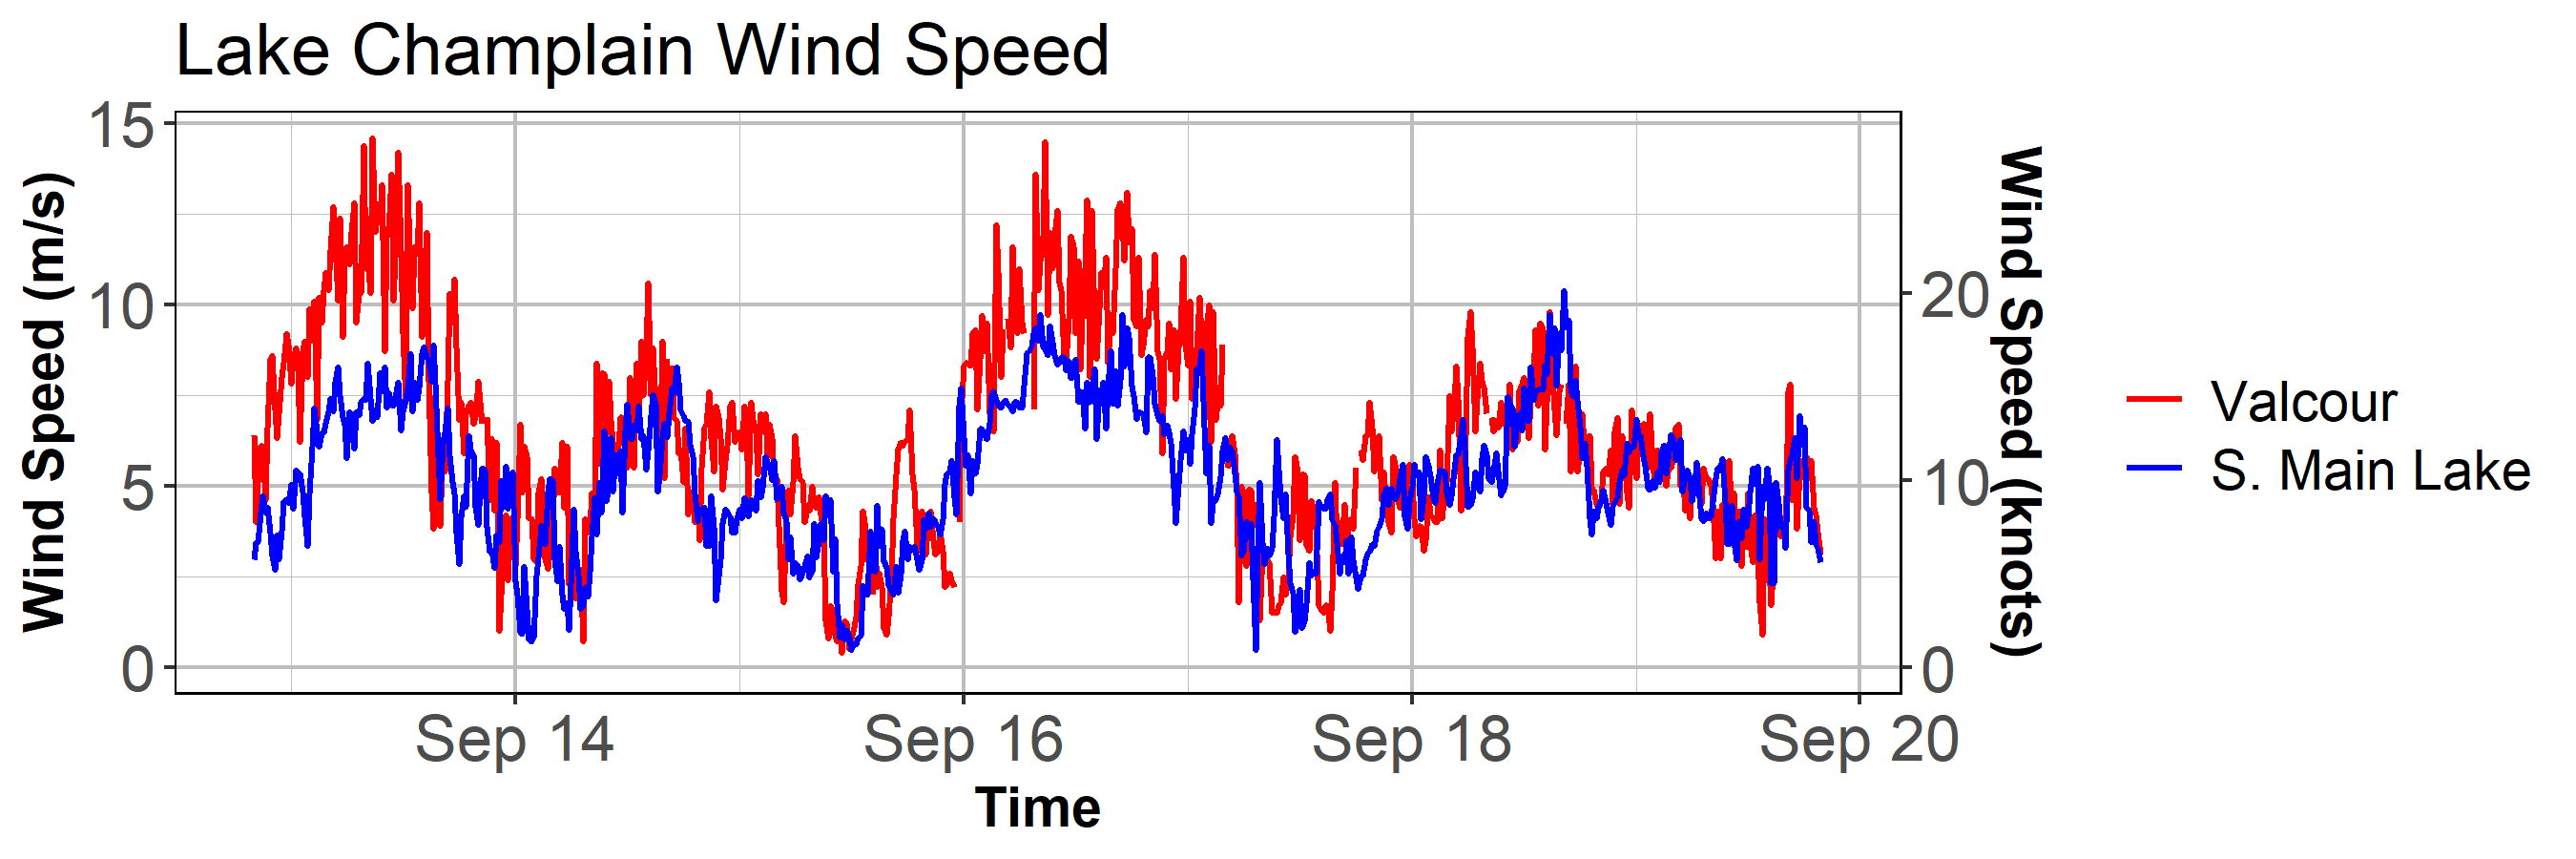 Lake Champlain Wind Speed
15
10
5
0
Wind Speed (m/s)
20
10
0
Wind Speed (knots)
Sep 14 Sep 16 Sep 18 Sep 20
Time
Valcour
S. Main Lake